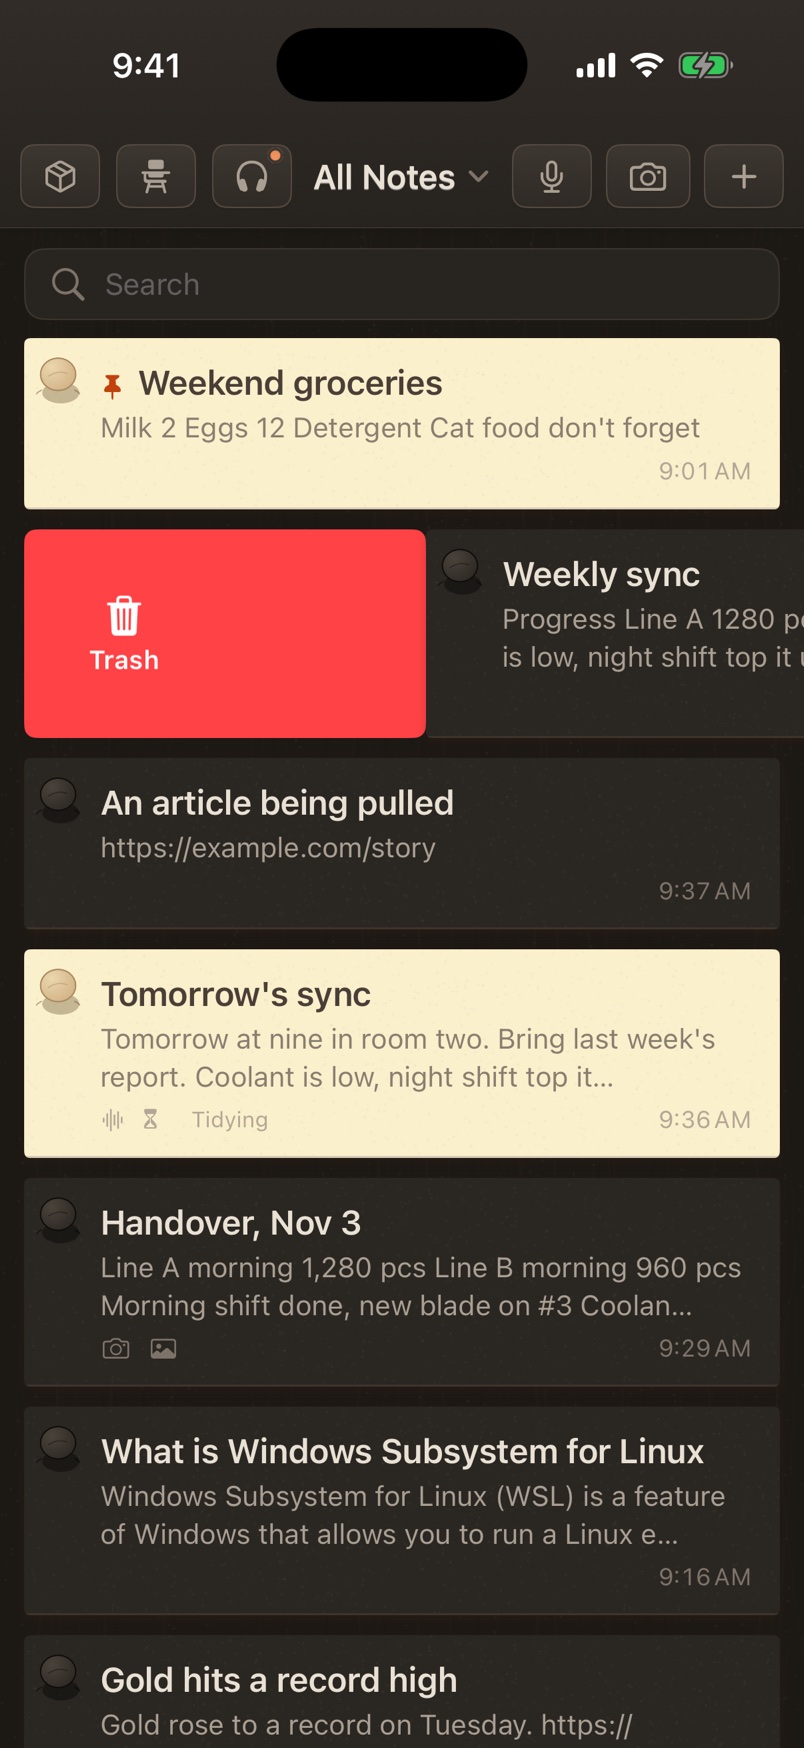 9:41
All Notes
Search
Weekend groceries
Milk 2 Eggs 12 Detergent Cat food don't forget
9:01 AM
Trash
Weekly sync
Progress Line A 1280 p
is low, night shift top it
An article being pulled
https://example.com/story
9:37 AM
Tomorrow's sync
Tomorrow at nine in room two. Bring last week's
report. Coolant is low, night shift top it...
Tidying
9:36 AM
Handover, Nov 3
Line A morning 1,280 pcs Line B morning 960 pcs
Morning shift done, new blade on #3 Coolan...
9:29 AM
What is Windows Subsystem for Linux
Windows Subsystem for Linux (WSL) is a feature
of Windows that allows you to run a Linux e...
9:16 AM
Gold hits a record high
Gold rose to a record on Tuesday. https://